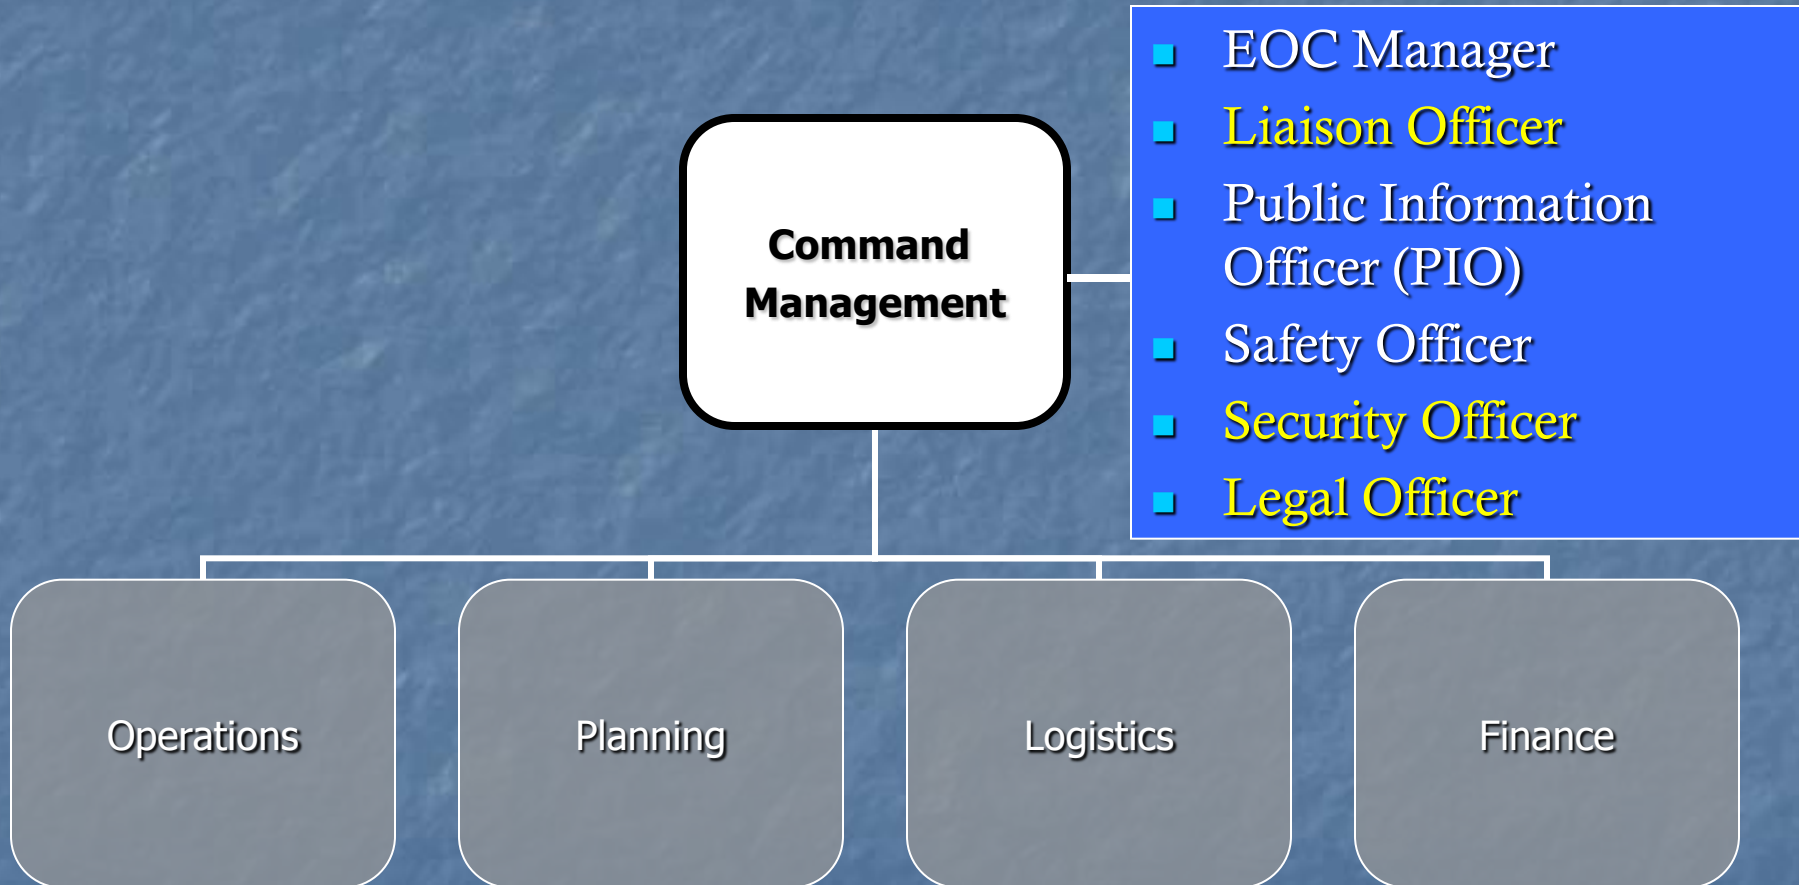 EOC Manager
Liaison Officer
Public Information
Officer (PIO)
Safety Officer
Security Officer
Legal Officer
Command
Management
Operations
Planning
Logistics
Finance